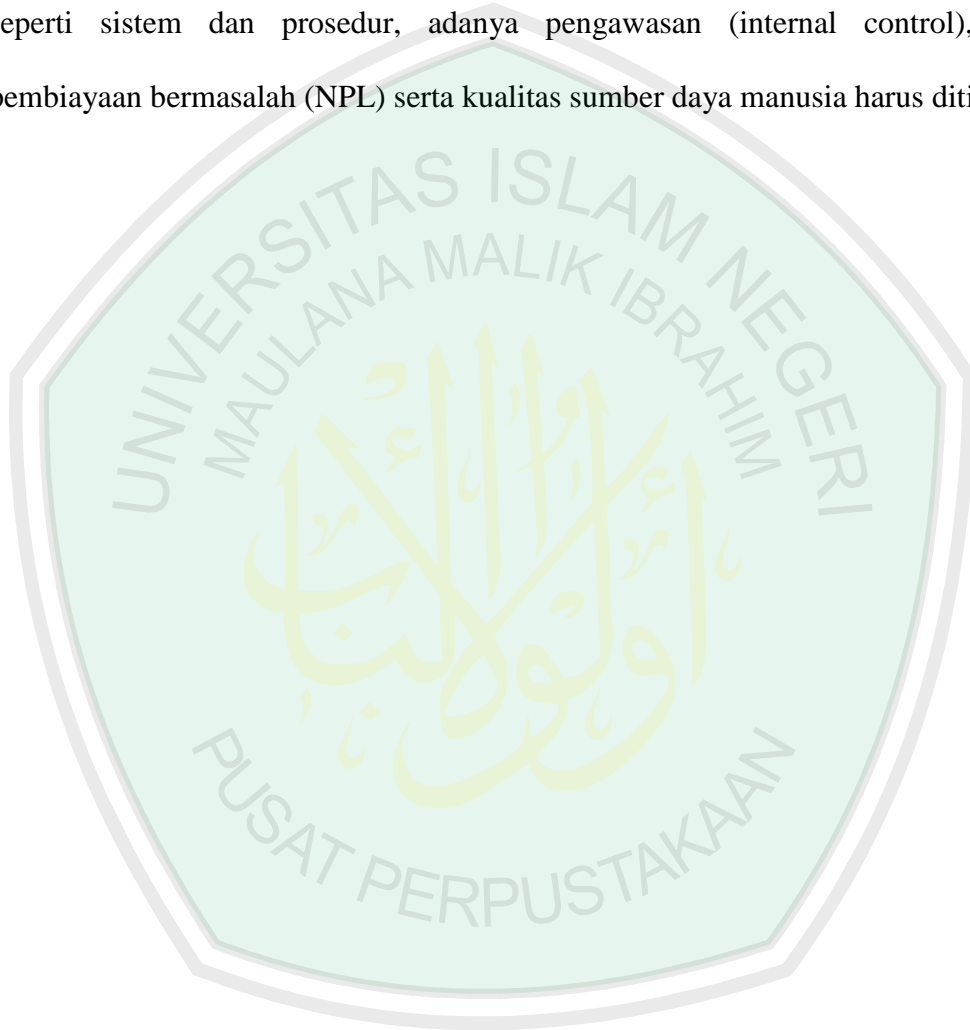 eperti sistem dan prosedur, adanya pengawasan (internal control),
pembiayaan bermasalah (NPL) serta kualitas sumber daya manusia harus diti
UNIVERSITAS ISLAM NEGERI
MAULANA MALIK IBRAHIM
PUSAT PERPUSTAKAAN